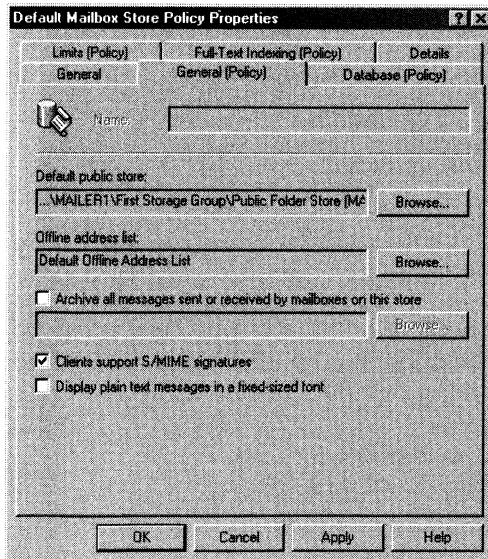 Default Mailbox Store Policy Properties
Limits (Policy) Full-Text Indexing (Policy) Details
General General (Policy) Database (Policy)
Name:
Default public store:
...\MAILER1\First Storage Group\Public Folder Store (MA Browse...
Offline address list:
Default Offline Address List Browse...
Archive all messages sent or received by mailboxes on this store
Browse...
Clients support S/MIME signatures
Display plain text messages in a fixed-sized font
OK Cancel Apply Help